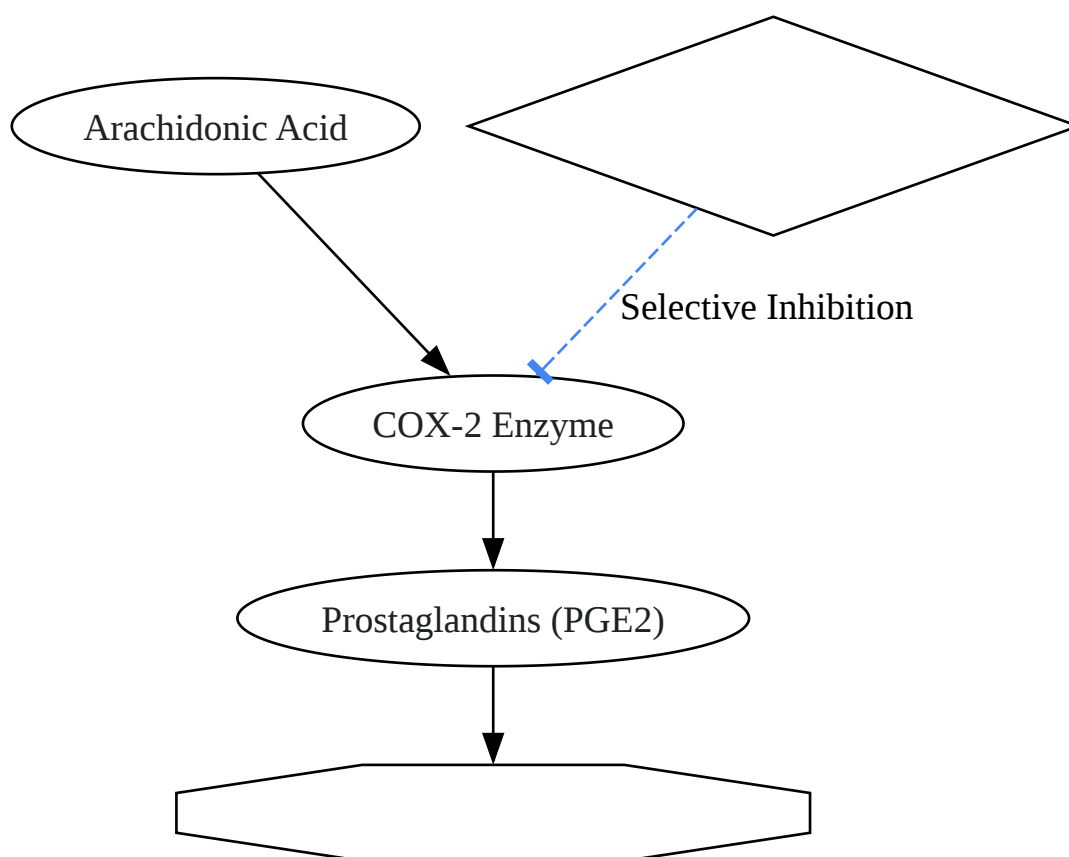 Arachidonic Acid
Selective Inhibition
COX-2 Enzyme
Prostaglandins (PGE2)